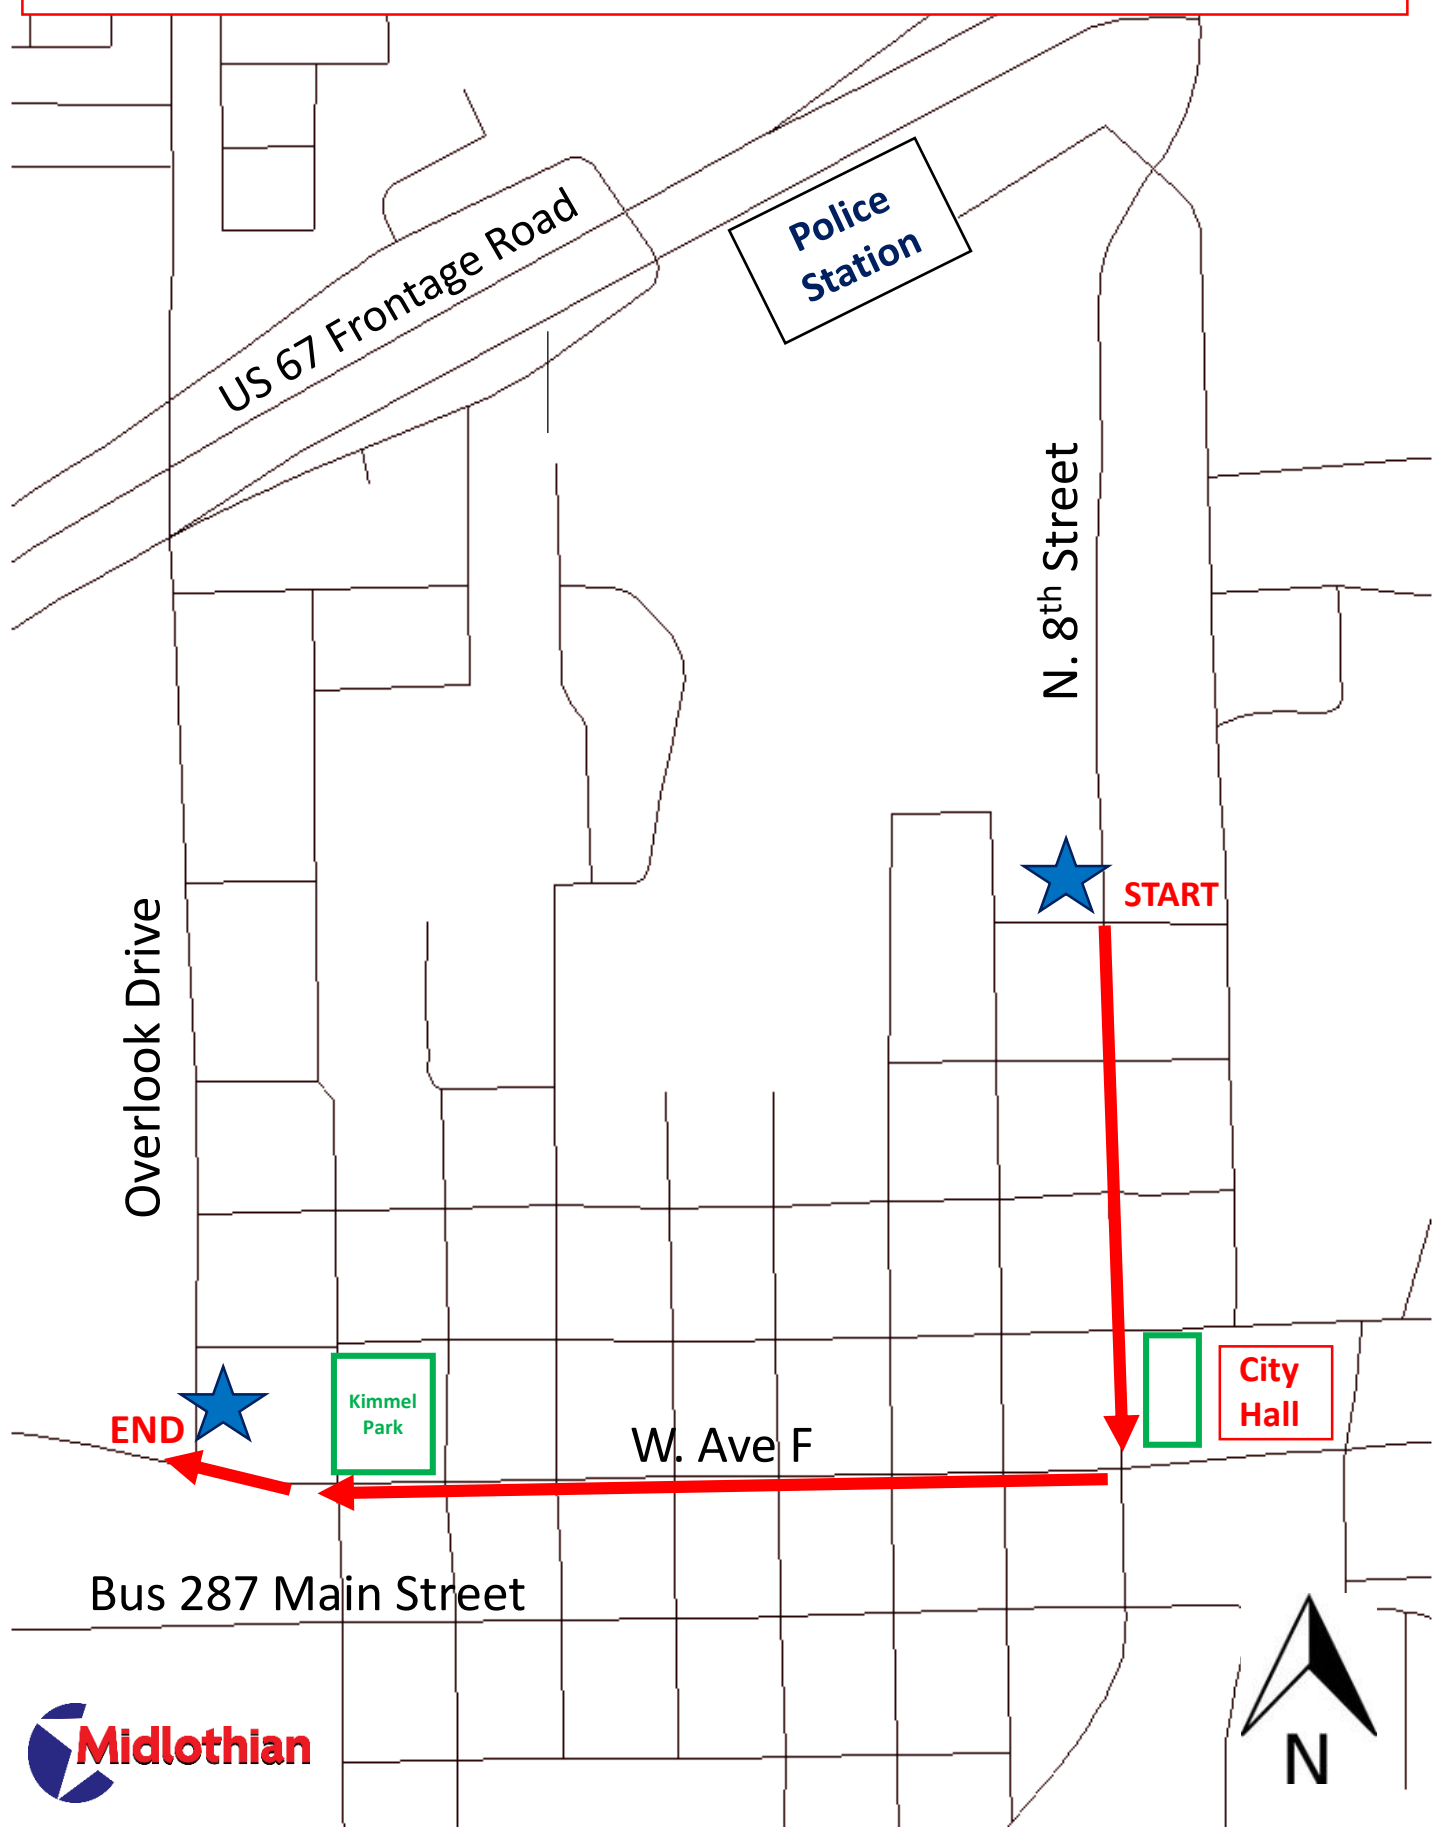 Police
Station
US 67 Frontage Road
N. 8th Street
START
Overlook Drive
City
Hall
Kimmel
Park
END
W. Ave F
Bus 287 Main Street
Midlothian
N